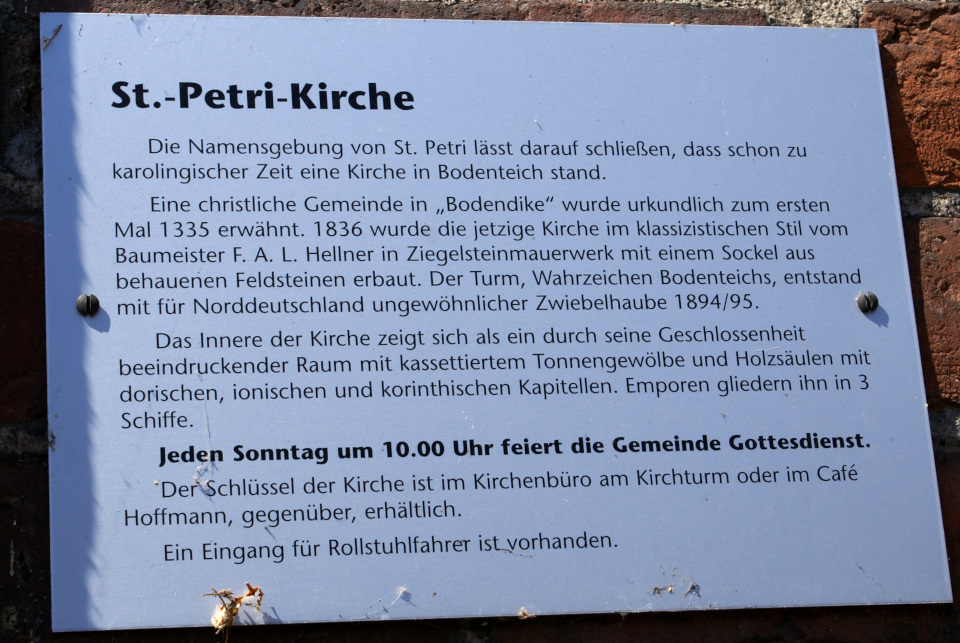 St.-Petri-Kirche
Die Namensgebung von St. Petri lässt darauf schließen, dass schon zu
karolingischer Zeit eine Kirche in Bodenteich stand.
Eine christliche Gemeinde in „Bodendike“ wurde urkundlich zum ersten
Mal 1335 erwähnt. 1836 wurde die jetzige Kirche im klassizistischen Stil vom
Baumeister F. A. L. Hellner in Ziegelsteinmauerwerk mit einem Sockel aus
behauenen Feldsteinen erbaut. Der Turm, Wahrzeichen Bodenteichs, entstand
mit für Norddeutschland ungewöhnlicher Zwiebelhaube 1894/95.
Das Innere der Kirche zeigt sich als ein durch seine Geschlossenheit
beeindruckender Raum mit kassettiertem Tonnengewölbe und Holzsäulen mit
dorischen, ionischen und korinthischen Kapitellen. Emporen gliedern ihn in 3
Schiffe.
Jeden Sonntag um 10.00 Uhr feiert die Gemeinde Gottesdienst.
Der Schlüssel der Kirche ist im Kirchenbüro am Kirchturm oder im Café
Hoffmann, gegenüber, erhältlich.
Ein Eingang für Rollstuhlfahrer ist vorhanden.